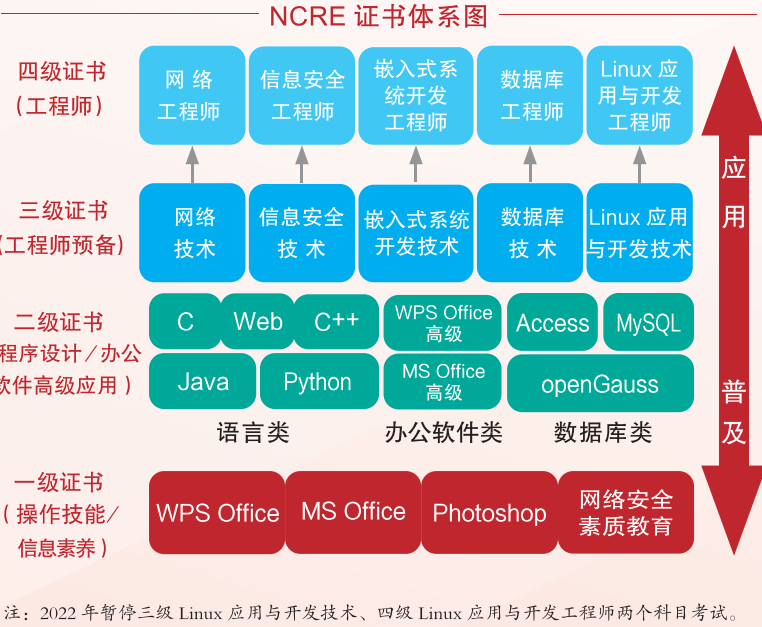 NCRE 证书体系图
四级证书
(工程师)
网 络
工程师
信息安全
工程师
嵌入式系
统开发
工程师
数据库
工程师
Linux 应
用与开发
工程师
应
用
三级证书
(工程师预备)
网络
技术
信息安全
技 术
嵌入式系统
开发技术
数据库
技 术
Linux 应用
与开发技术
二级证书
程序设计/办公
软件高级应用)
C
Web
C++
WPS Office
高级
Access
MySQL
Java
Python
MS Office
高级
openGauss
语言类
办公软件类
数据库类
普
及
一级证书
(操作技能/
信息素养)
WPS Office
MS Office
Photoshop
网络安全
素质教育
注：2022 年暂停三级 Linux 应用与开发技术、四级 Linux 应用与开发工程师两个科目考试。